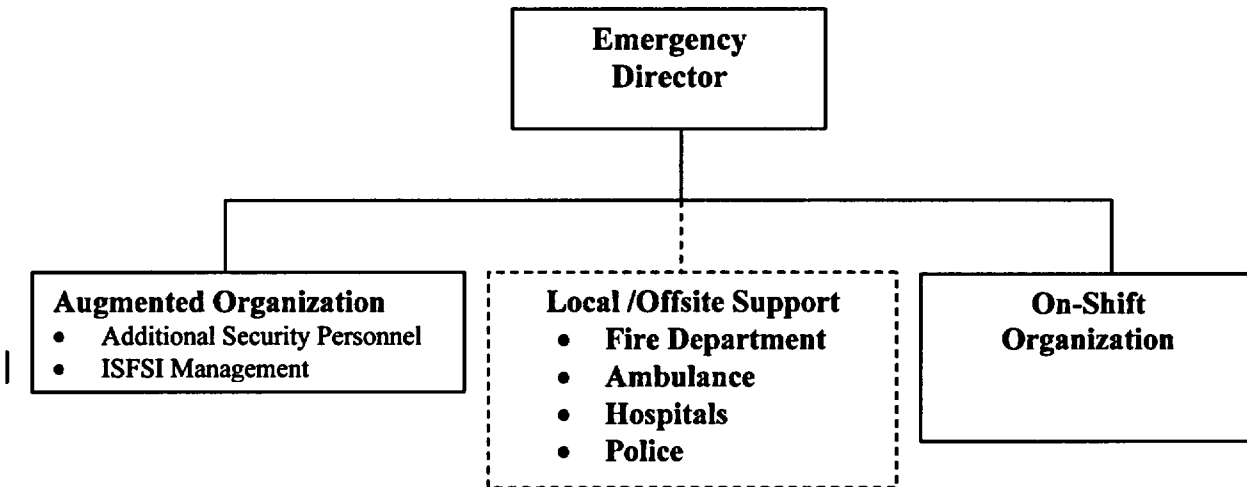 Emergency
Director
Augmented Organization
• Additional Security Personnel
• ISFSI Management
Local /Offsite Support
• Fire Department
• Ambulance
• Hospitals
• Police
On-Shift
Organization